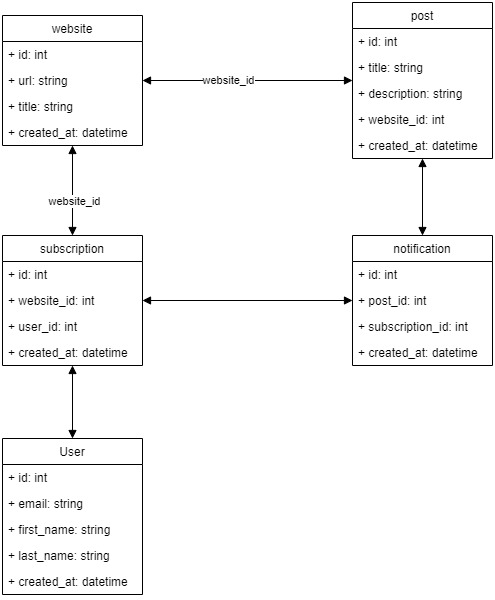 website
+ id: int
+ url: string
+ title: string
+ created_at: datetime
website_id
post
+ id: int
+ title: string
+ description: string
+ website_id: int
+ created_at: datetime
website_id
subscription
+ id: int
+ website_id: int
+ user_id: int
+ created_at: datetime
notification
+ id: int
+ post_id: int
+ subscription_id: int
+ created_at: datetime
User
+ id: int
+ email: string
+ first_name: string
+ last_name: string
+ created_at: datetime